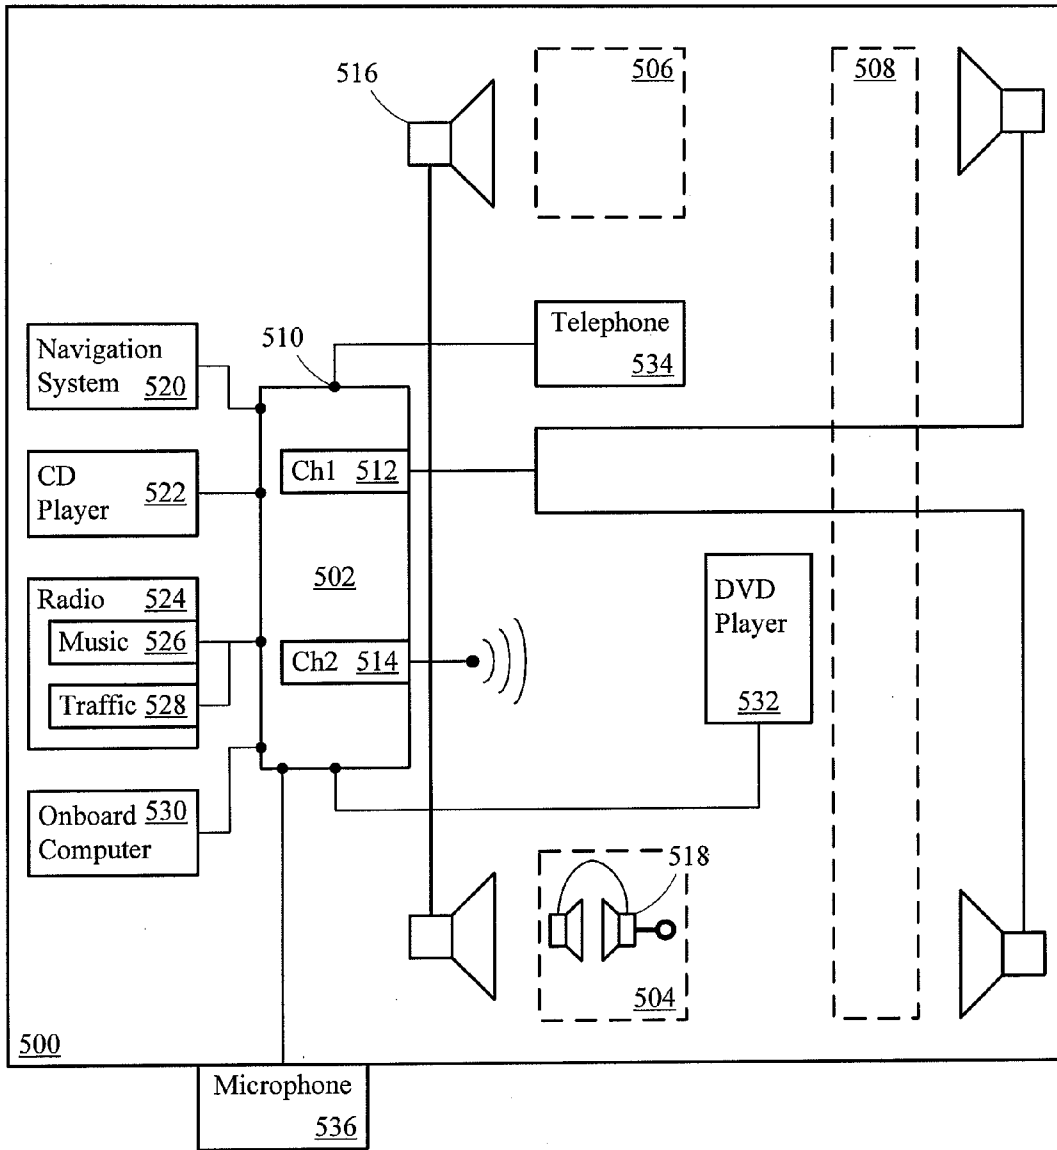 516
506
508
Navigation
System 520
510
Telephone
534
CD
Player 522
Ch1 512
502
Radio 524
Music 526
Traffic 528
Ch2 514
DVD
Player
532
Onboard 530
Computer
518
504
500
Microphone
536